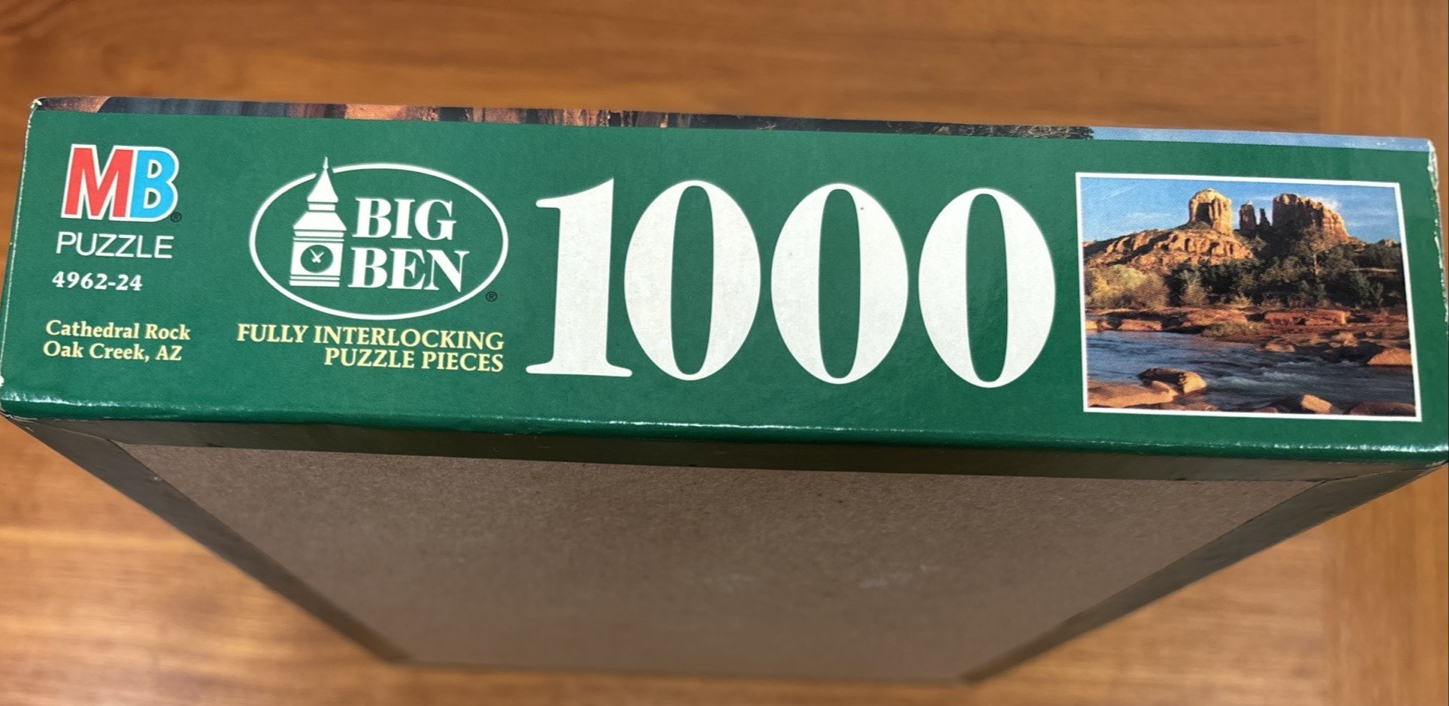 MB®
PUZZLE
4962-24
Cathedral Rock
Oak Creek, AZ
BIG
BEN®
FULLY INTERLOCKING
PUZZLE PIECES
1000